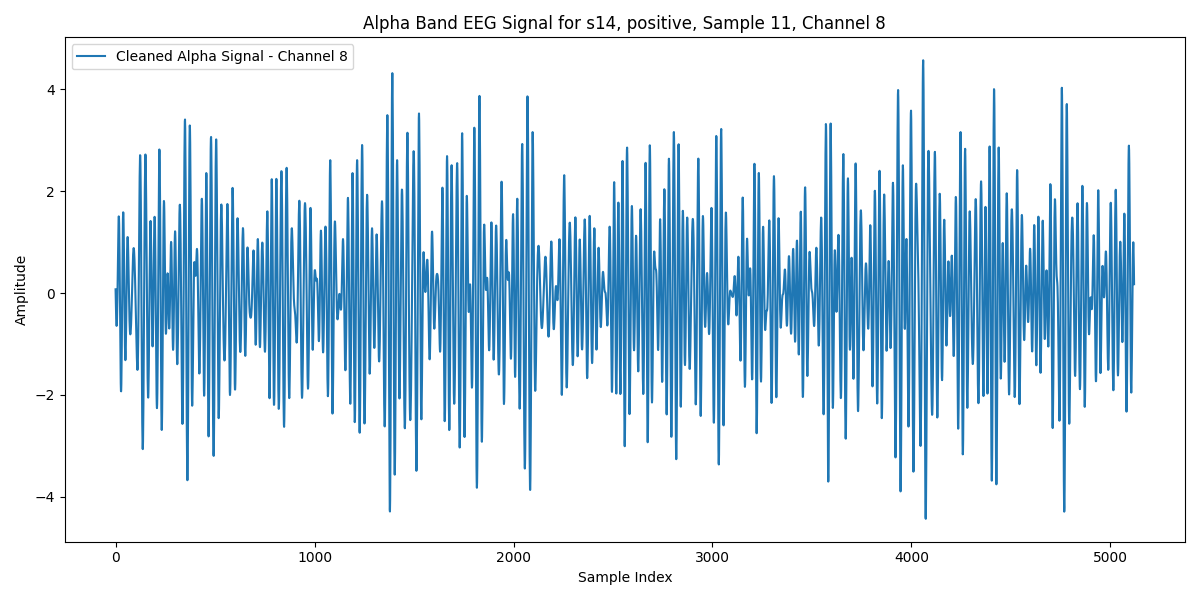 Alpha Band EEG Signal for s14, positive, Sample 11, Channel 8
Cleaned Alpha Signal - Channel 8
Amplitude
4
2
0
−2
−4
0 1000 2000 3000 4000 5000
Sample Index